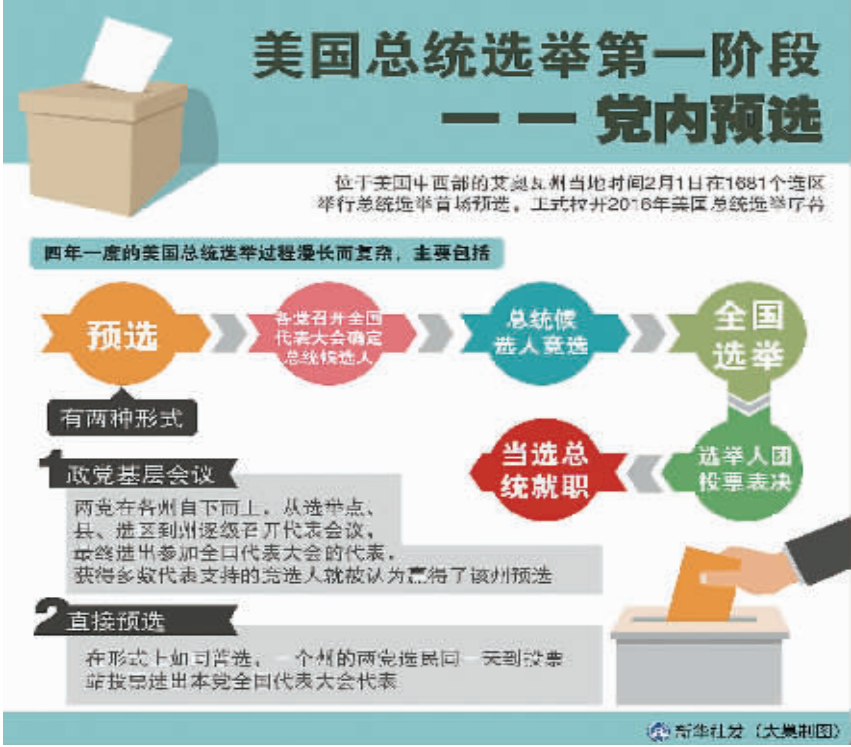 美国总统选举第一阶段
——党内预选
位于美国中西部的艾奥瓦州当地时间2月1日在1681个选区
举行总统选举首场预选，正式拉开2016年美国总统选举序幕
四年一度的美国总统选举过程漫长而复杂，主要包括
预选
各党召开全国
代表大会确定
总统候选人
总统候
选人竞选
全国
选举
选举人团
投票表决
当选总
统就职
有两种形式
1 政党基层会议
两党在各州自下而上，从选举点、
县、选区到州逐级召开代表会议，
最终选出参加全国代表大会的代表。
获得多数代表支持的竞选人就被认为赢得了该州预选
2 直接预选
在形式上如同普选，一个州的两党选民同一天到投票
站投票选出本党全国代表大会代表
新华社发（大巢制图）